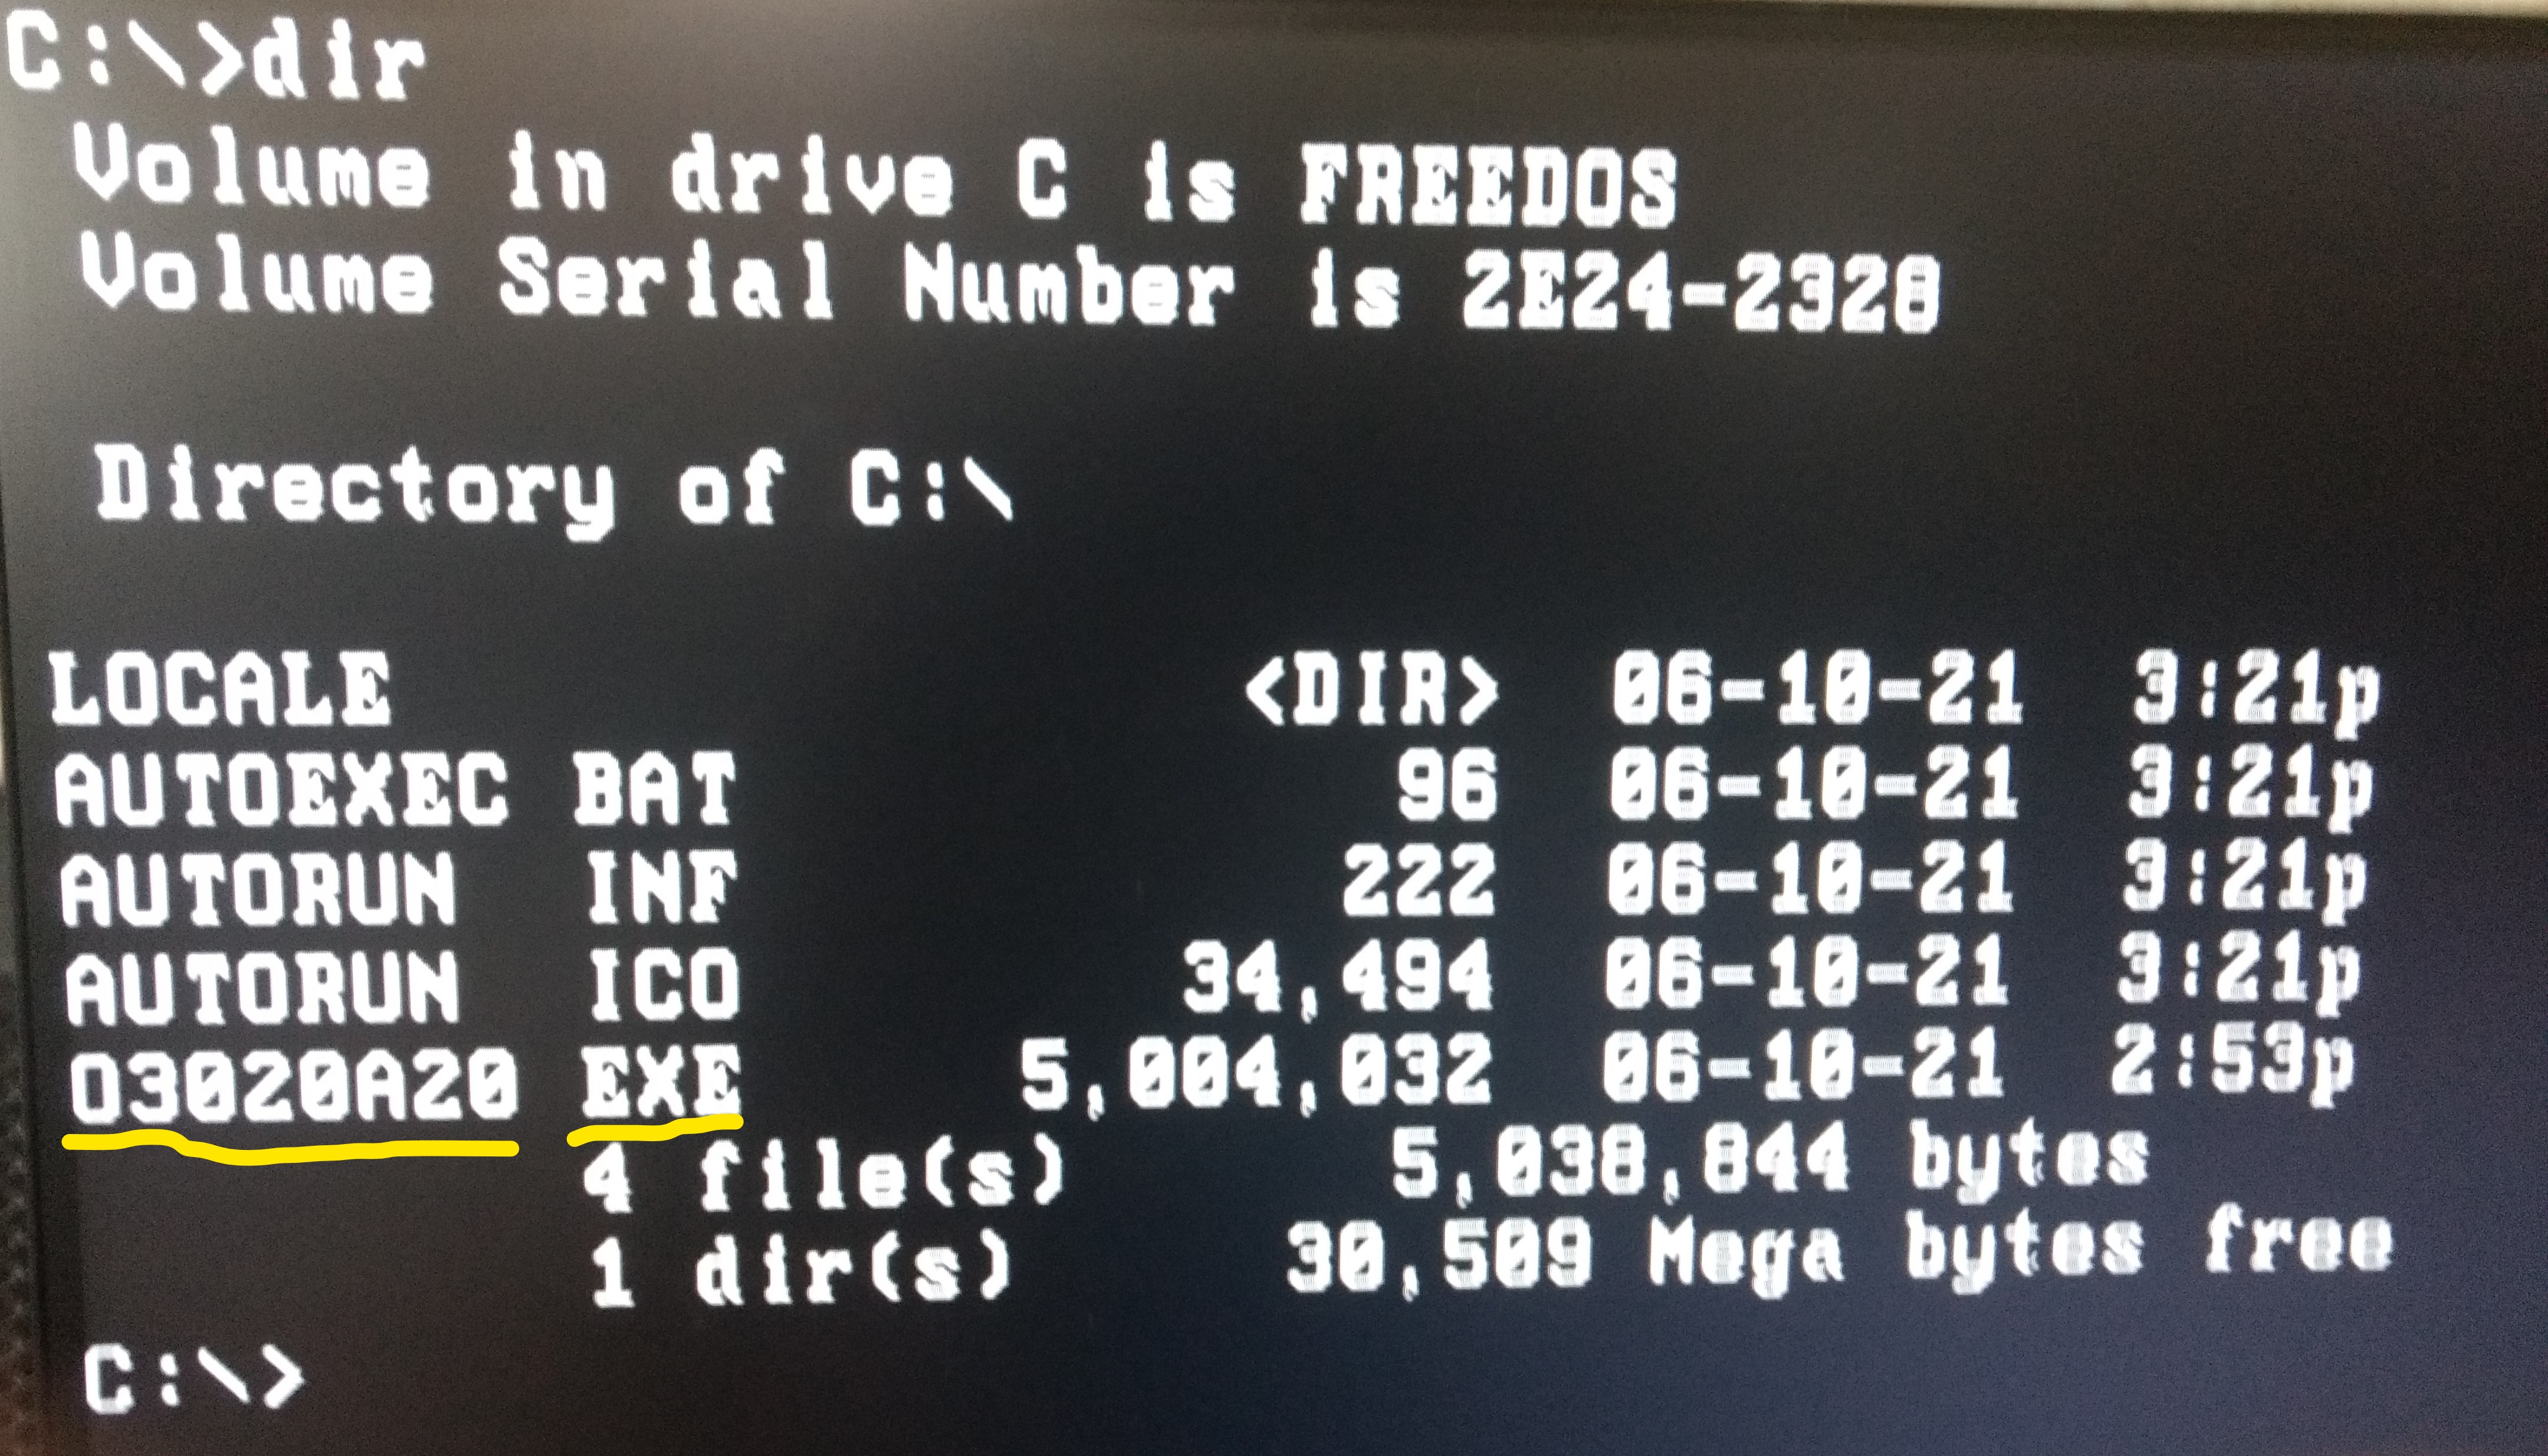 C:\>dir
Volume in drive C is FREEDOS
Volume Serial Number is 2E24-2328
Directory of C:\
LOCALE <DIR> 06-10-21 3:21p
AUTOEXEC BAT 96 06-10-21 3:21p
AUTORUN INF 222 06-10-21 3:21p
AUTORUN ICO 34,494 06-10-21 3:21p
O3020A20 EXE 5,004,032 06-10-21 2:53p
4 file(s) 5,038,844 bytes
1 dir(s) 30,509 Mega bytes free
C:\>